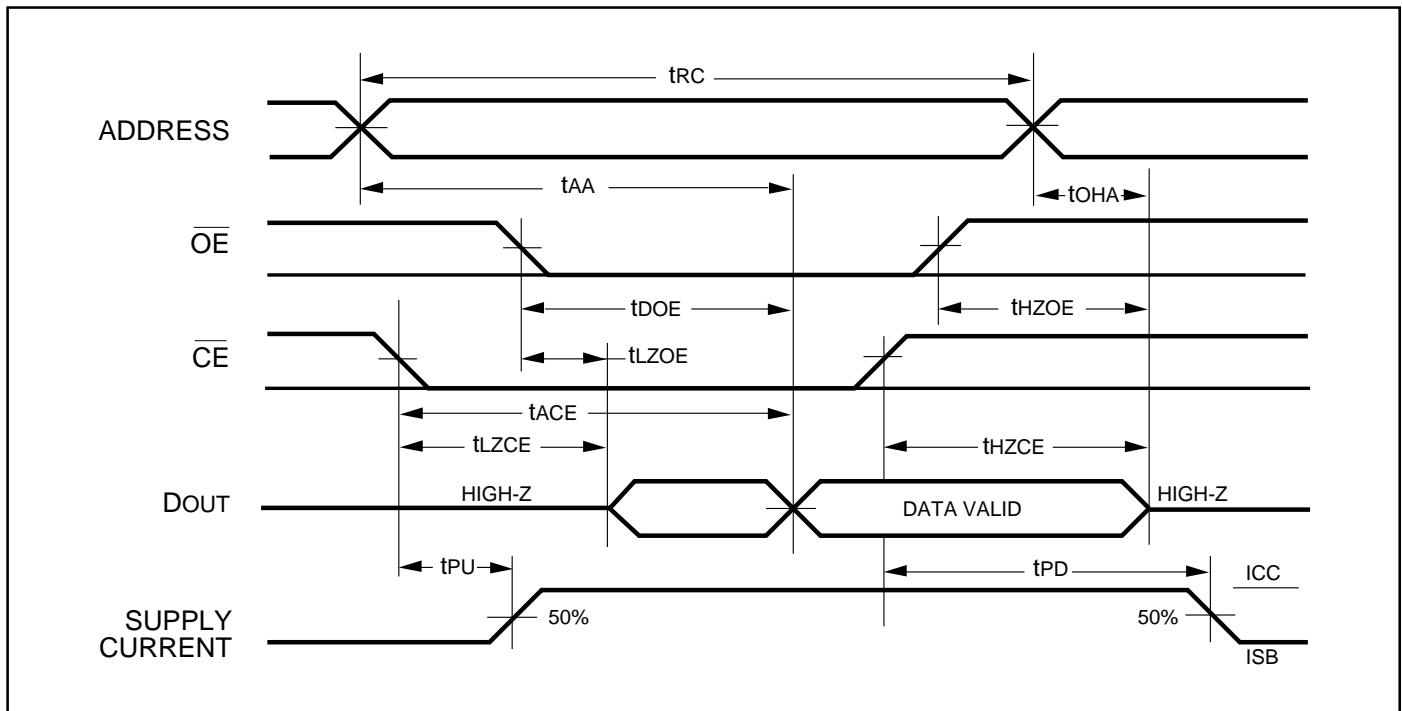 tRC
ADDRESS
tAA
tOHA
OE
tDOE
tHZOE
CE
tLZOE
tACE
tLZCE
tHZCE
DOUT
HIGH-Z
DATA VALID
HIGH-Z
tPU
tPD
ICC
SUPPLY
CURRENT
50%
50%
ISB